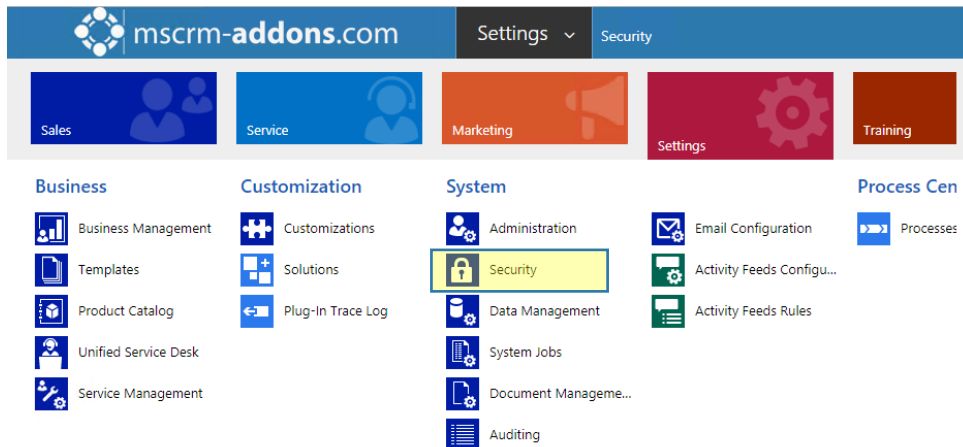 mscrm-addons.com
Settings
Security
Sales
Service
Marketing
Settings
Training
Business
Business Management
Templates
Product Catalog
Unified Service Desk
Service Management
Customization
Customizations
Solutions
Plug-In Trace Log
System
Administration
Security
Data Management
System Jobs
Document Manageme...
Auditing
Email Configuration
Activity Feeds Configu...
Activity Feeds Rules
Process Cen
Processes